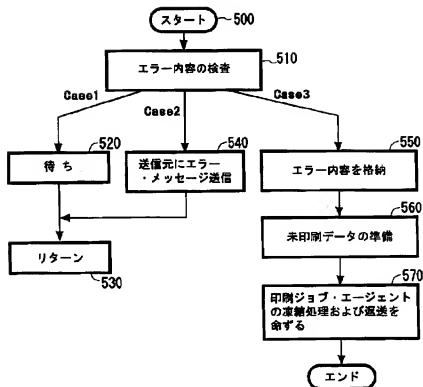 スタート
500
510
エラー内容の検査
Case1
Case2
Case3
520
待ち
540
送信元にエラー
・メッセージ送信
550
エラー内容を格納
リターン
530
560
未印刷データの準備
570
印刷ジョブ・エージェント
の凍結処理および返送を
命ずる
エンド